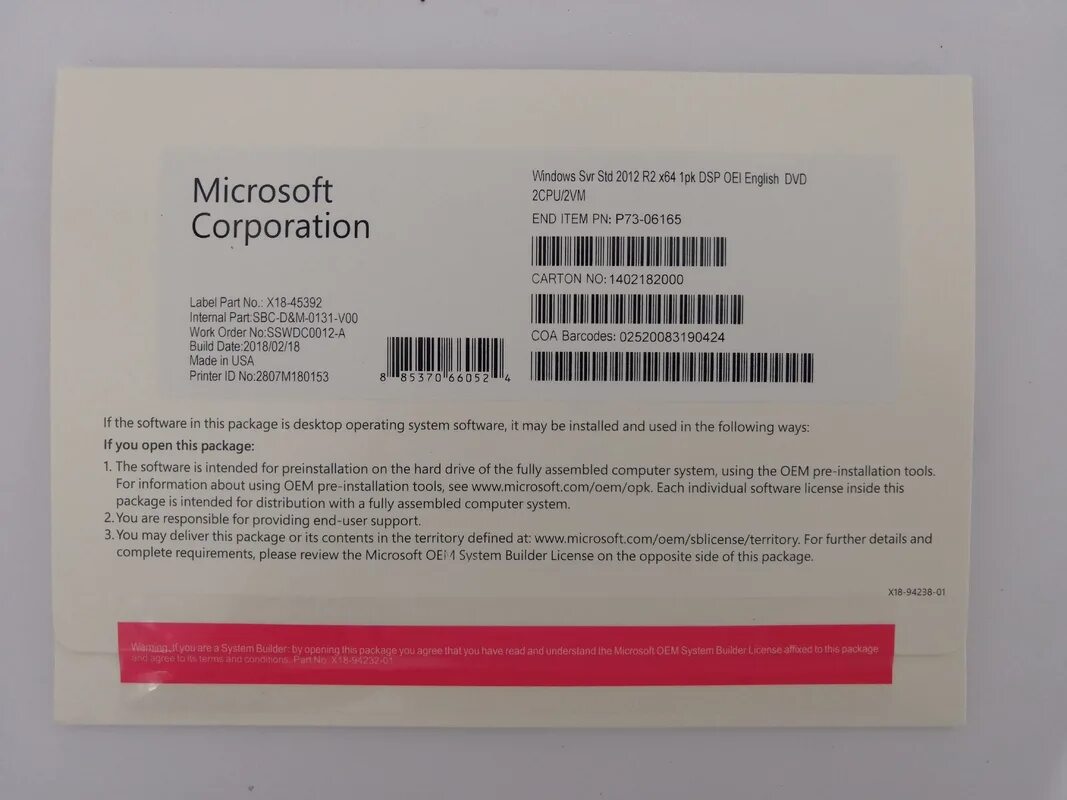 Microsoft
Corporation
Label Part No.: X18-45392
Internal Part:SBC-D&M-0131-V00
Work Order No:SSWDC0012-A
Build Date:2018/02/18
Made in USA
Printer ID No:2807M180153
8 85370 66052 4
Windows Svr Std 2012 R2 x64 1pk DSP OEI English DVD
2CPU/2VM
END ITEM PN: P73-06165
CARTON NO:1402182000
COA Barcodes: 02520083190424
If the software in this package is desktop operating system software, it may be installed and used in the following ways:
If you open this package:
1. The software is intended for preinstallation on the hard drive of the fully assembled computer system, using the OEM pre-installation tools.
For information about using OEM pre-installation tools, see www.microsoft.com/oem/opk. Each individual software license inside this
package is intended for distribution with a fully assembled computer system.
2. You are responsible for providing end-user support.
3. You may deliver this package or its contents in the territory defined at: www.microsoft.com/oem/sblicense/territory. For further details and
complete requirements, please review the Microsoft OEM System Builder License on the opposite side of this package.
X18-94238-01
Warning. If you are a System Builder: by opening this package you agree that you have read and understand the Microsoft OEM System Builder License affixed to this package
and agree to its terms and conditions. Part No. X18-94232-01